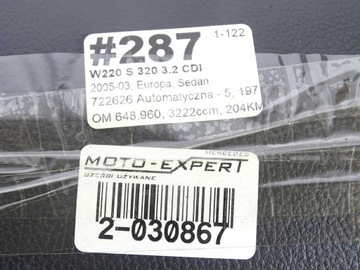 #287
1-122
W220 S 320 3.2 CDI
2005-03, Europa, Sedan
722626 Automatyczna - 5, 197
OM 648.960, 3222ccm, 204KM
MERCEDES
MOTO-EXPERT
CZĘŚCI UŻYWANE
2-030867